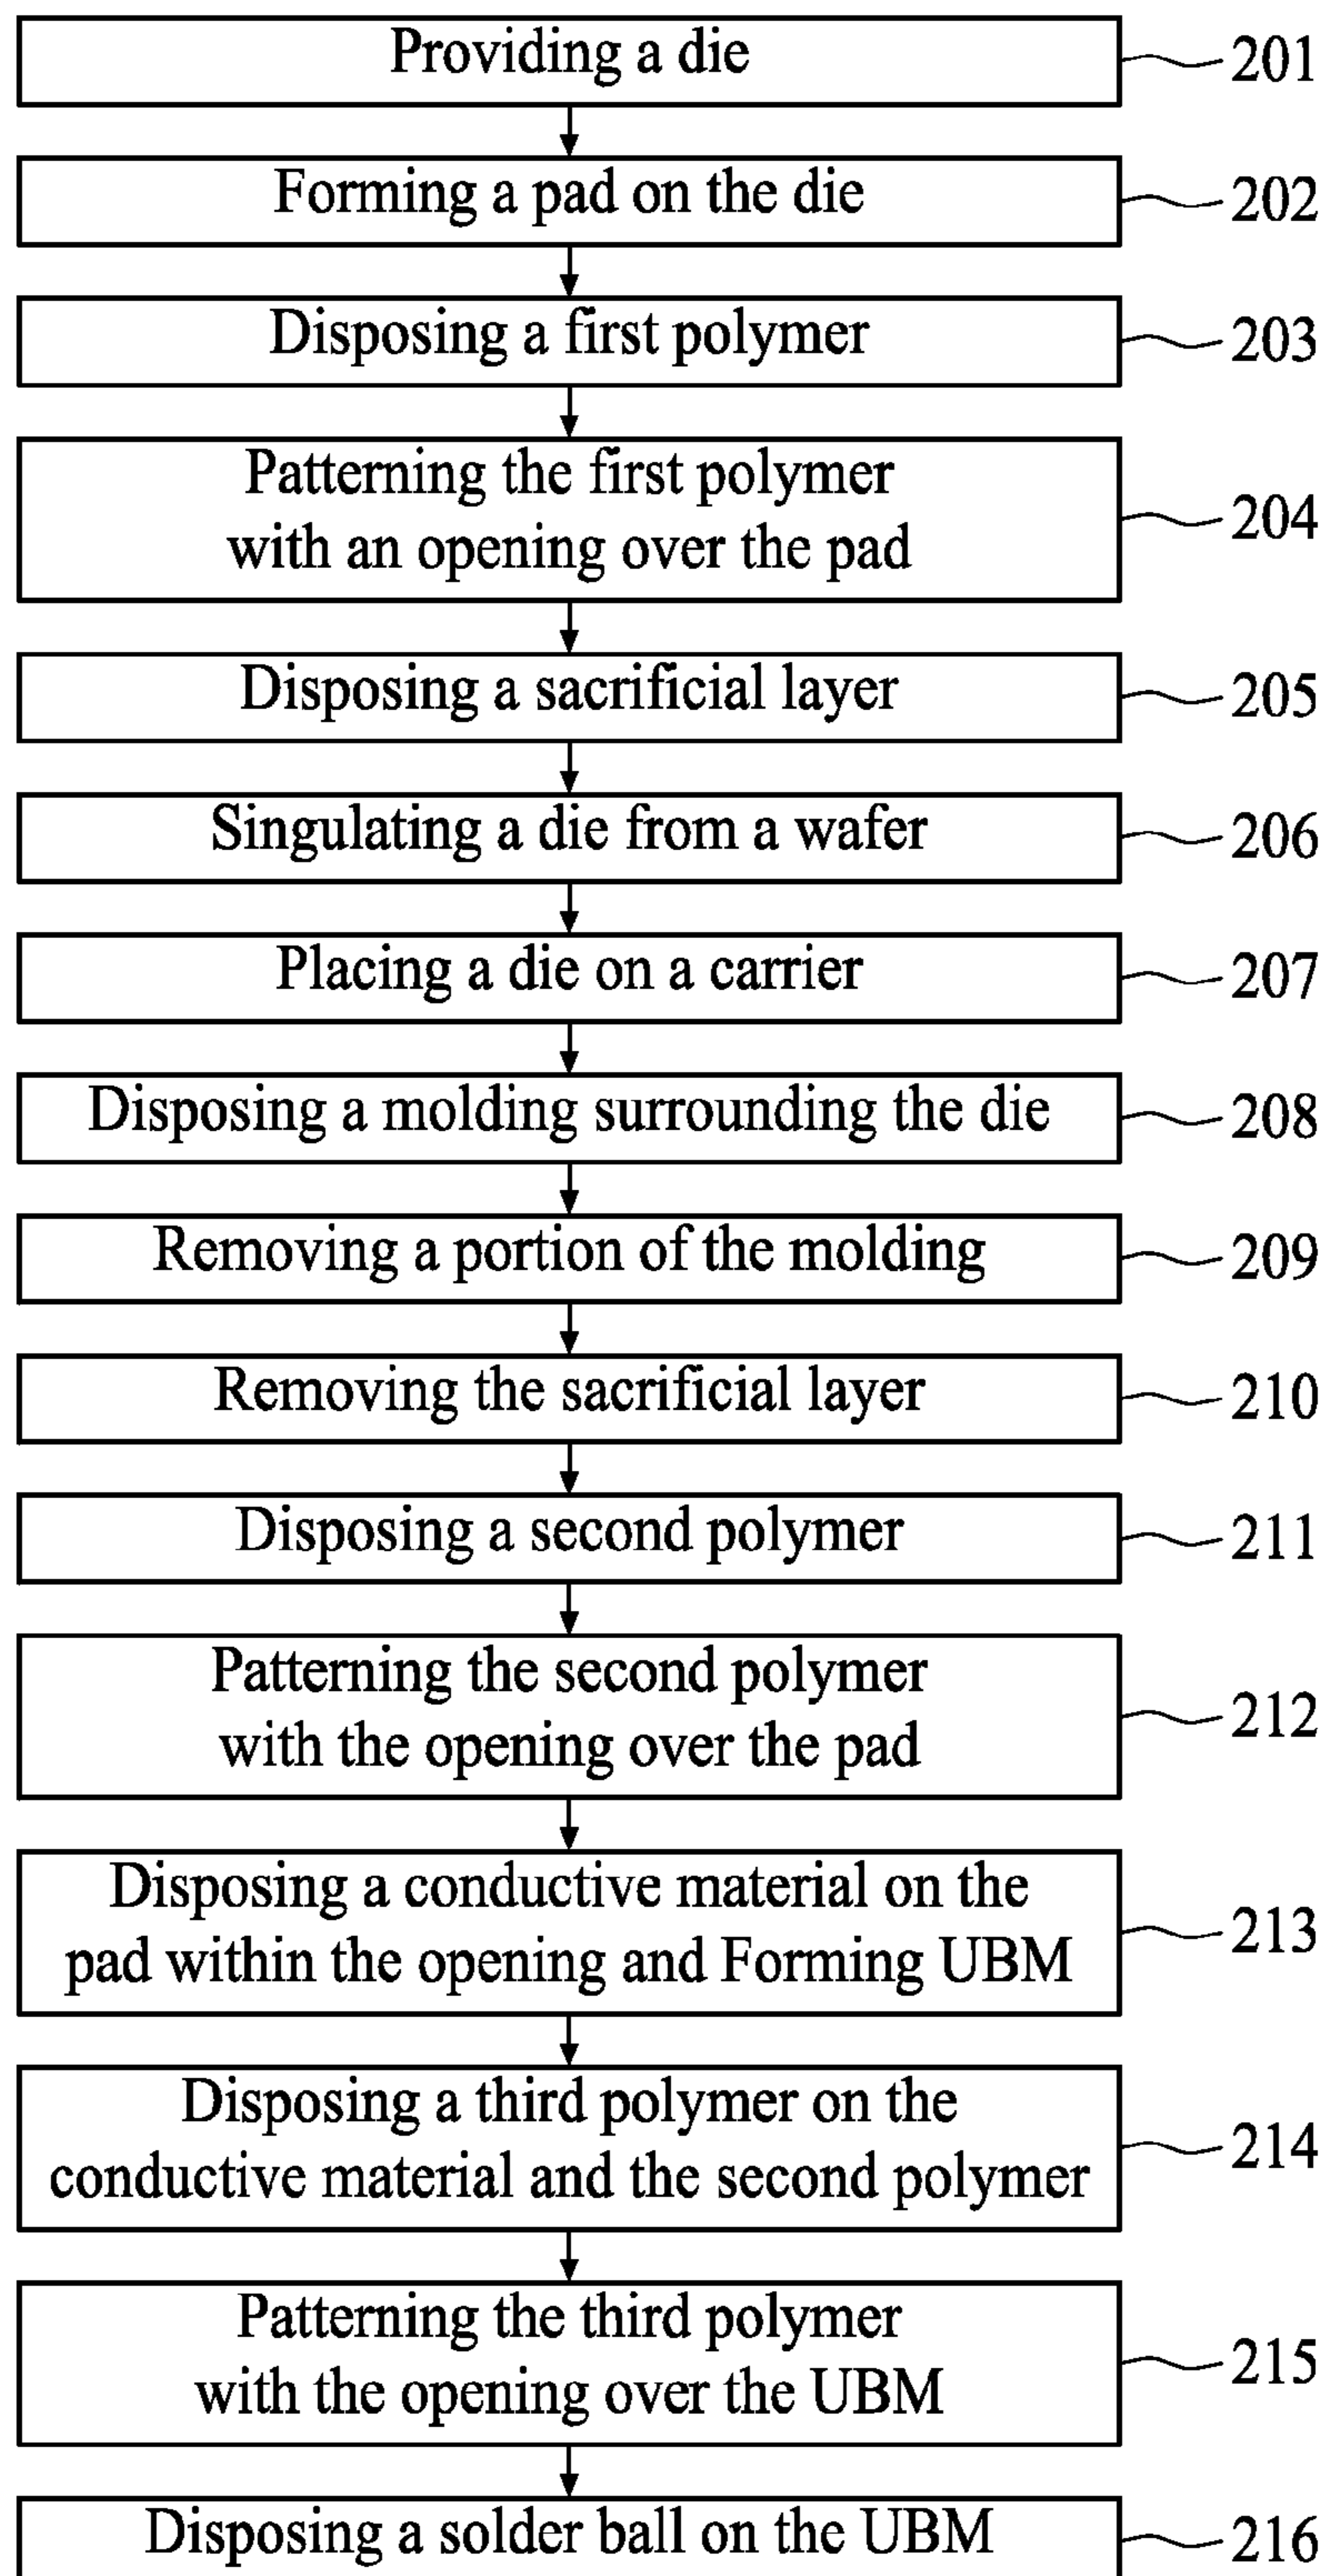 Providing a die
201
Forming a pad on the die
202
Disposing a first polymer
203
Patterning the first polymer
with an opening over the pad
204
Disposing a sacrificial layer
205
Singulating a die from a wafer
206
Placing a die on a carrier
207
Disposing a molding surrounding the die
208
Removing a portion of the molding
209
Removing the sacrificial layer
210
Disposing a second polymer
211
Patterning the second polymer
with the opening over the pad
212
Disposing a conductive material on the
pad within the opening and Forming UBM
213
Disposing a third polymer on the
conductive material and the second polymer
214
Patterning the third polymer
with the opening over the UBM
215
Disposing a solder ball on the UBM
216